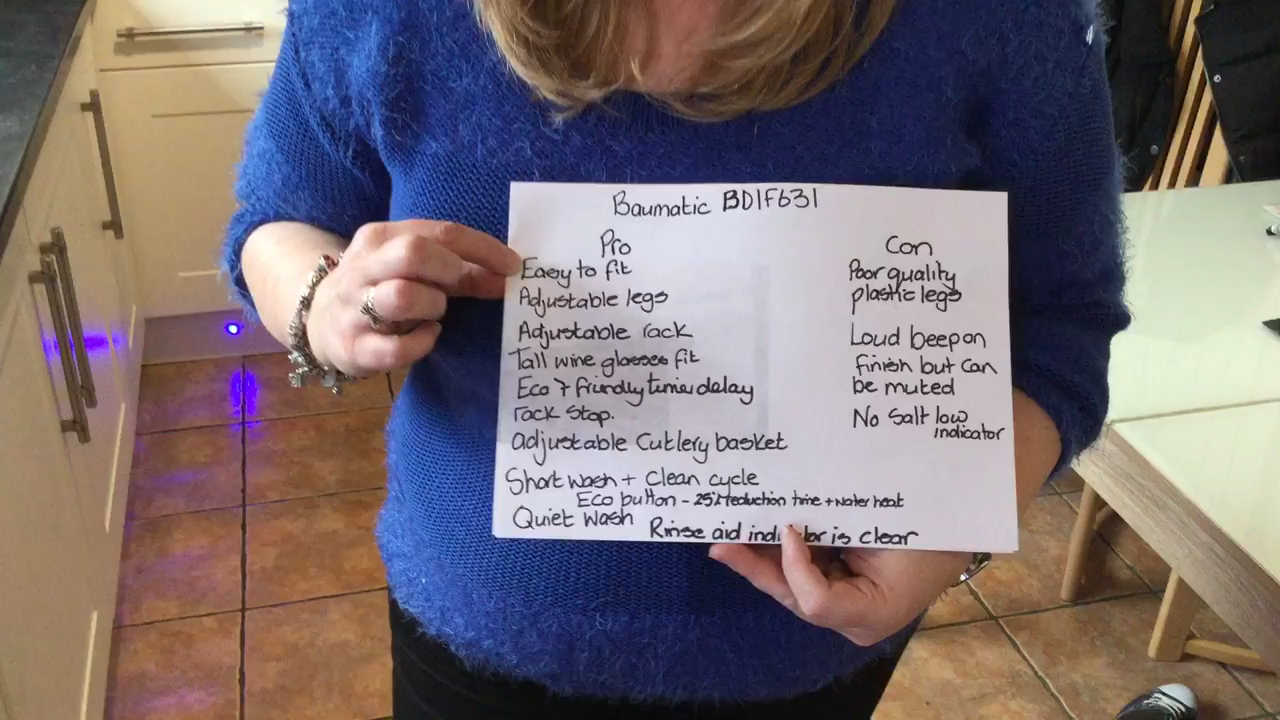 Baumatic BDIF631
Pro
Easy to fit
Adjustable legs
Adjustable rack
Tall wine glasses fit
Eco + friendly time delay
rack stop.
adjustable Cutlery basket
Short wash + Clean cycle
Eco button - 25% reduction time + water heat
Quiet wash
Rinse aid indicator is clear
Con
Poor quality
plastic legs
Loud beep on
finish but can
be muted
No Salt low
indicator